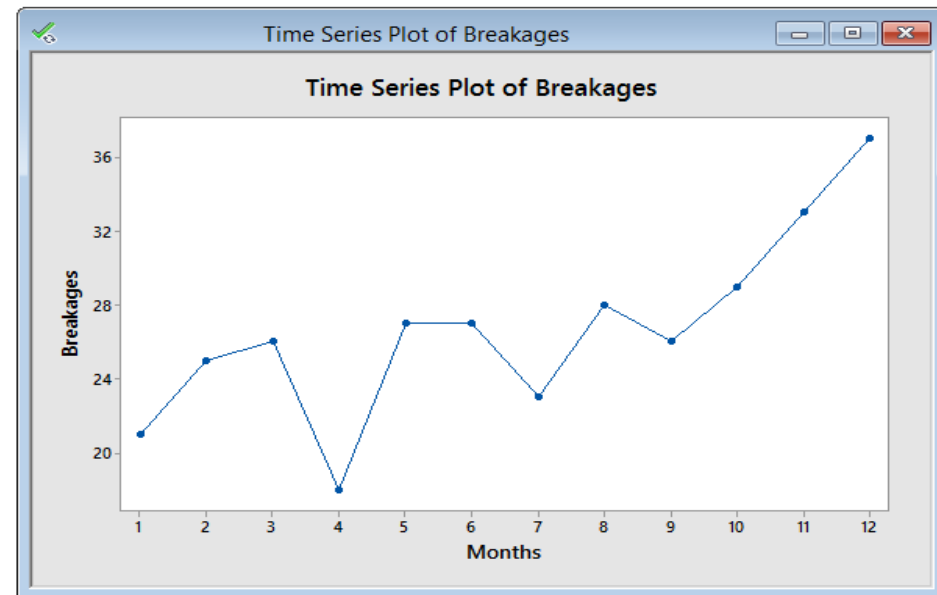 Time Series Plot of Breakages
Time Series Plot of Breakages
36
32
28
24
20
Breakages
1 2 3 4 5 6 7 8 9 10 11 12
Months